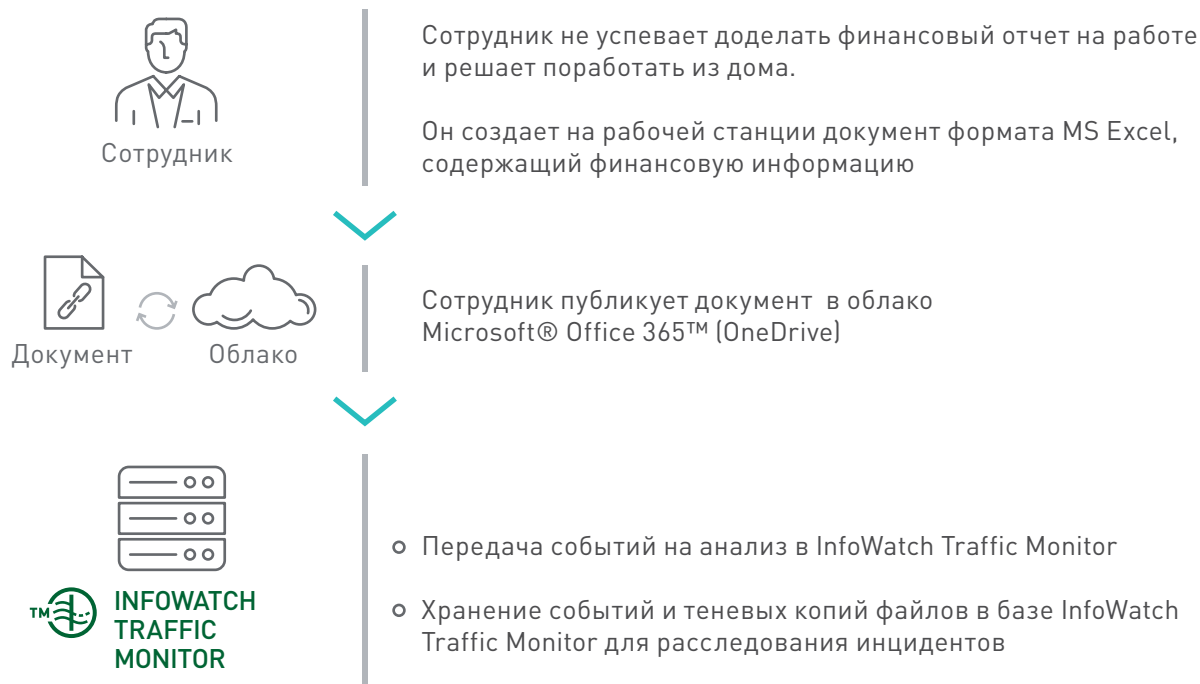 Сотрудник не успевает доделать финансовый отчет на работе
и решает поработать из дома.
Он создает на рабочей станции документ формата MS Excel,
содержащий финансовую информацию
Сотрудник
Сотрудник публикует документ в облако
Microsoft® Office 365™ (OneDrive)
Документ
Облако
Передача событий на анализ в InfoWatch Traffic Monitor
Хранение событий и теневых копий файлов в базе InfoWatch
Traffic Monitor для расследования инцидентов
TM
INFOWATCH
TRAFFIC
MONITOR